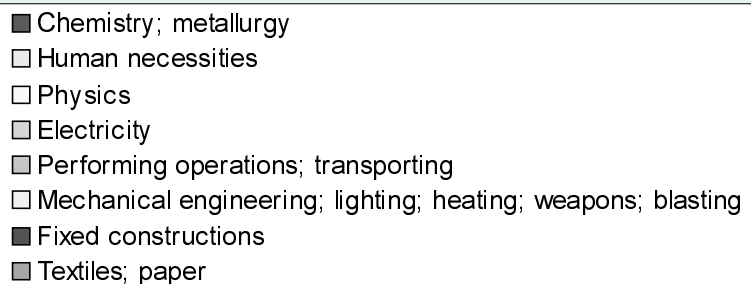 Chemistry; metallurgy
Human necessities
Physics
Electricity
Performing operations; transporting
Mechanical engineering; lighting; heating; weapons; blasting
Fixed constructions
Textiles; paper